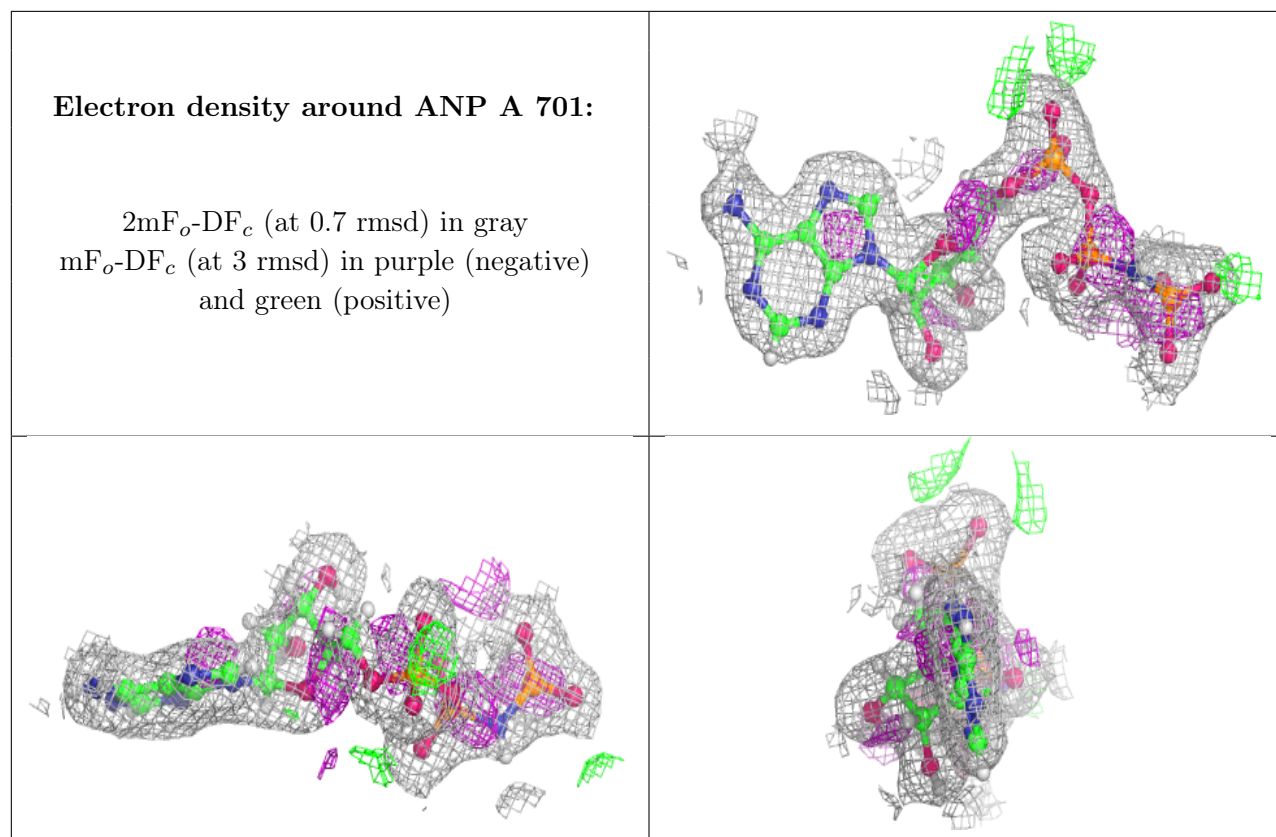 Electron density around ANP A 701:
2mFₒ-DF𝒸 (at 0.7 rmsd) in gray
mFₒ-DF𝒸 (at 3 rmsd) in purple (negative)
and green (positive)